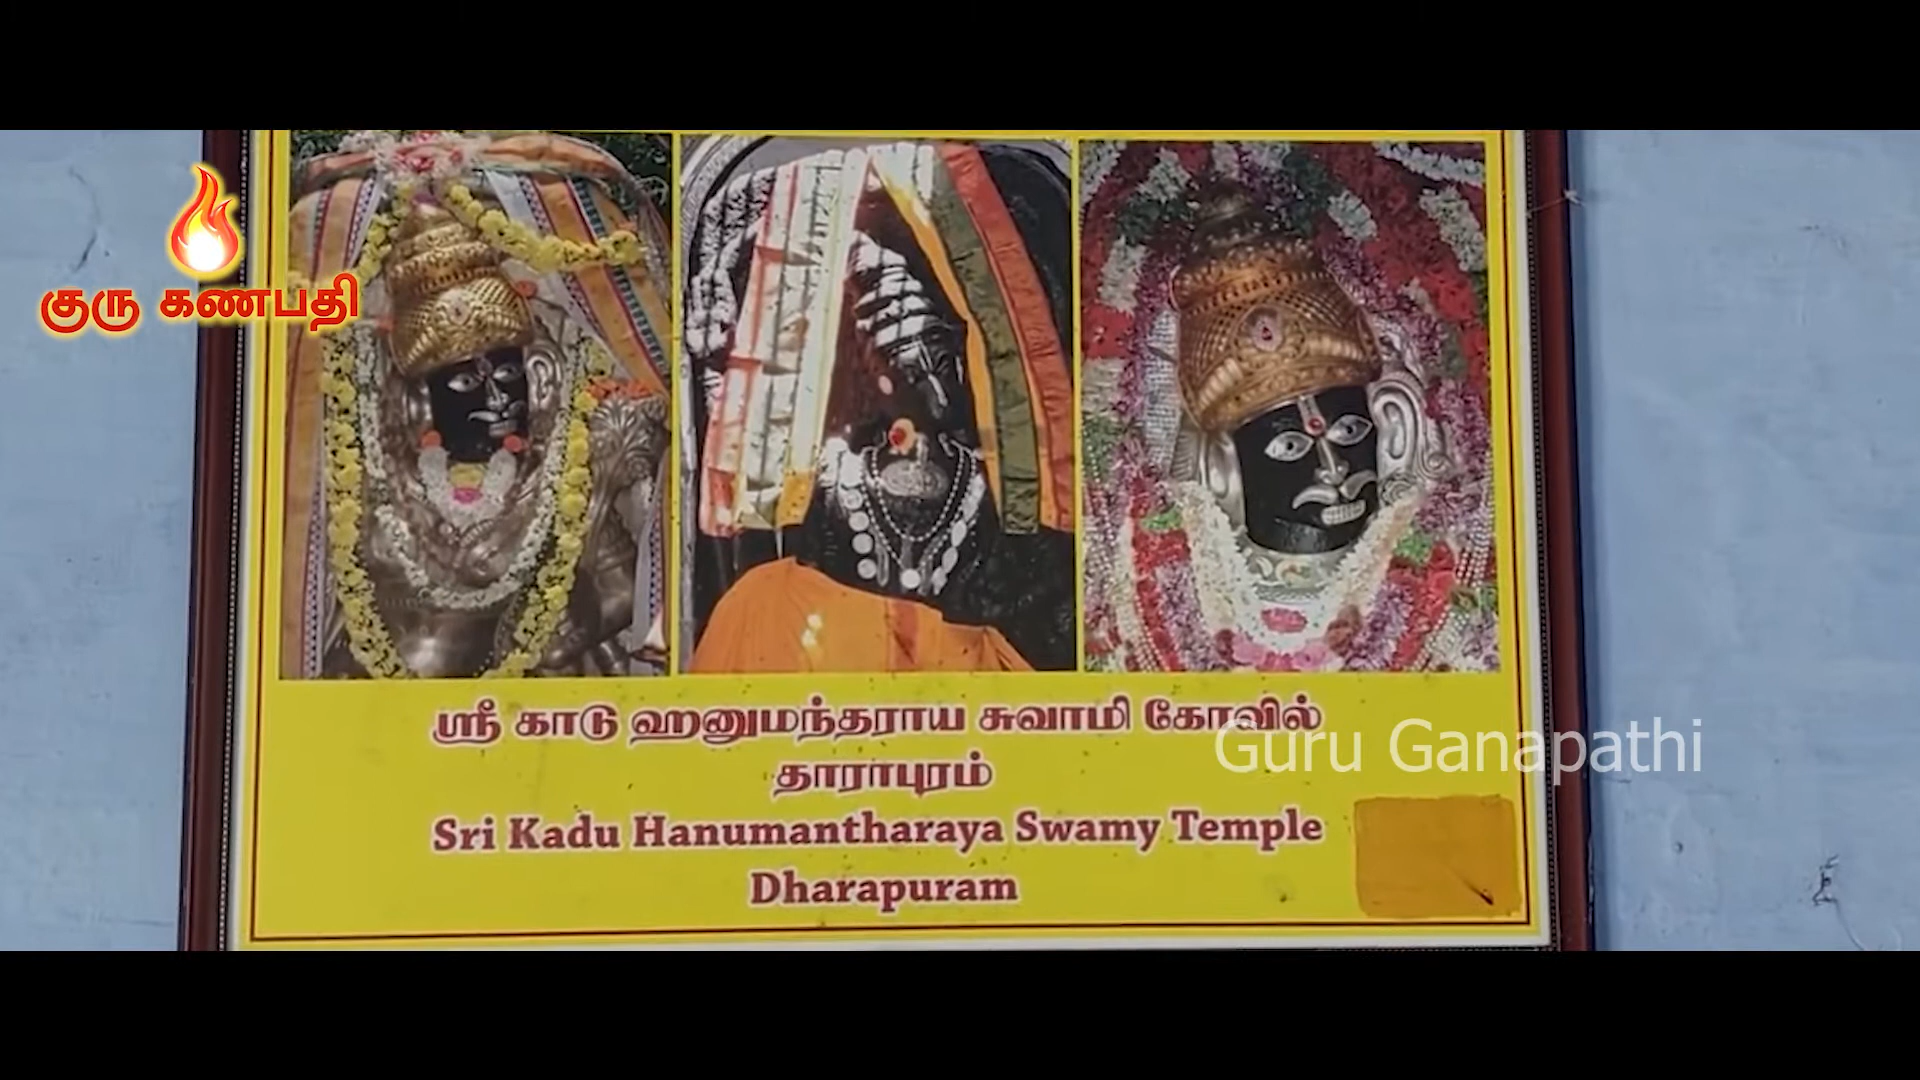 குரு கணபதி
ஸ்ரீ காடு ஹனுமந்தராய சுவாமி கோவில்
தாராபுரம்
Sri Kadu Hanumantharaya Swamy Temple
Dharapuram
Guru Ganapathi